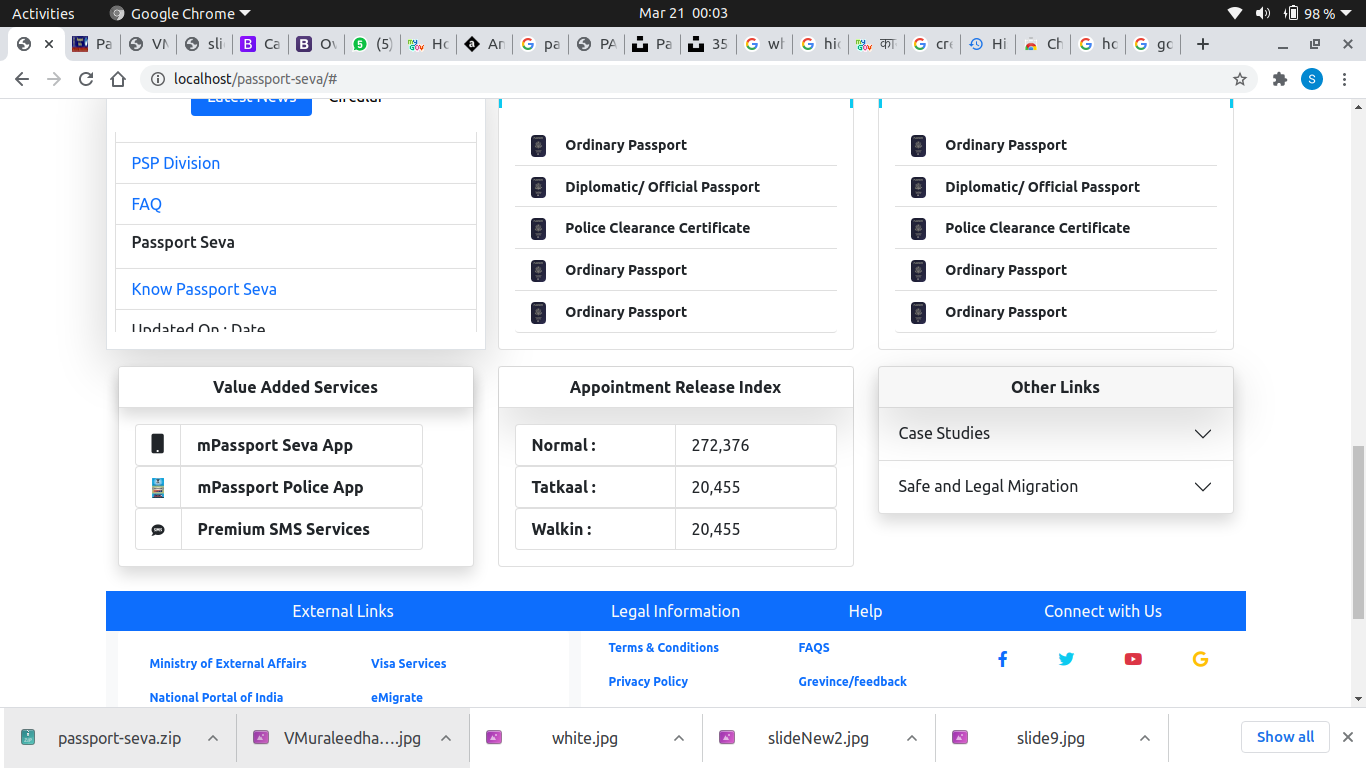 Activities Google Chrome Mar 21 00:03 98 %
Pa VM sli Ca Ov (5) Ho An pa PA Pa 35 wh hic का cre Hi Ch ho go
localhost/passport-seva/# S
Latest News Circular
PSP Division
FAQ
Passport Seva
Know Passport Seva
Updated On : Date
Ordinary Passport
Diplomatic/ Official Passport
Police Clearance Certificate
Ordinary Passport
Ordinary Passport
Ordinary Passport
Diplomatic/ Official Passport
Police Clearance Certificate
Ordinary Passport
Ordinary Passport
Value Added Services
mPassport Seva App
mPassport Police App
Premium SMS Services
Appointment Release Index
Normal : 272,376
Tatkaal : 20,455
Walkin : 20,455
Other Links
Case Studies
Safe and Legal Migration
External Links Legal Information Help Connect with Us
Ministry of External Affairs Visa Services
National Portal of India eMigrate
Terms & Conditions FAQS
Privacy Policy Grevince/feedback
passport-seva.zip VMuraleedha....jpg white.jpg slideNew2.jpg slide9.jpg Show all